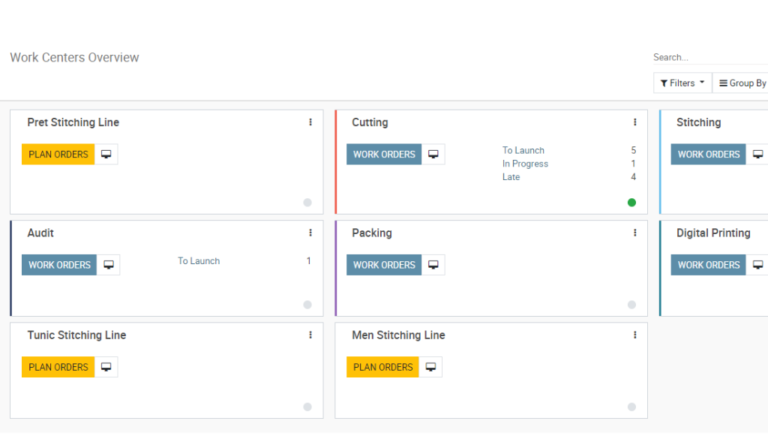 Work Centers Overview
Search...
Filters
Group By
Pret Stitching Line
PLAN ORDERS
Cutting
WORK ORDERS
To Launch 5
In Progress 1
Late 4
Stitching
WORK ORDERS
Audit
WORK ORDERS
To Launch 1
Packing
WORK ORDERS
Digital Printing
WORK ORDERS
Tunic Stitching Line
PLAN ORDERS
Men Stitching Line
PLAN ORDERS